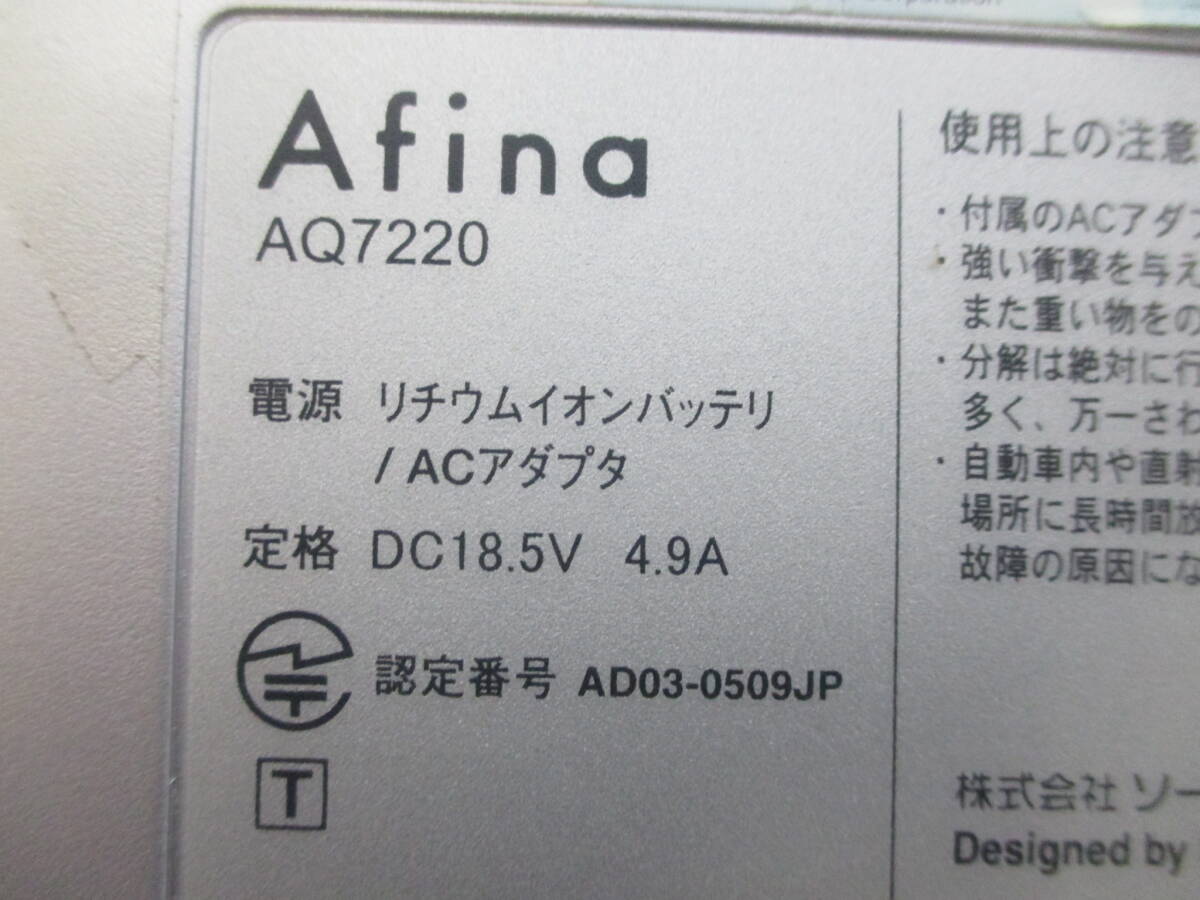 Corporation
Afina
AQ7220
電源 リチウムイオンバッテリ
/ ACアダプタ
定格 DC18.5V 4.9A
認定番号 AD03-0509JP
T
使用上の注意
・付属のACアダプ
・強い衝撃を与え
また重い物をの
・分解は絶対に行
多く、万一さわ
・自動車内や直射
場所に長時間放
故障の原因にな
株式会社 ソー
Designed by